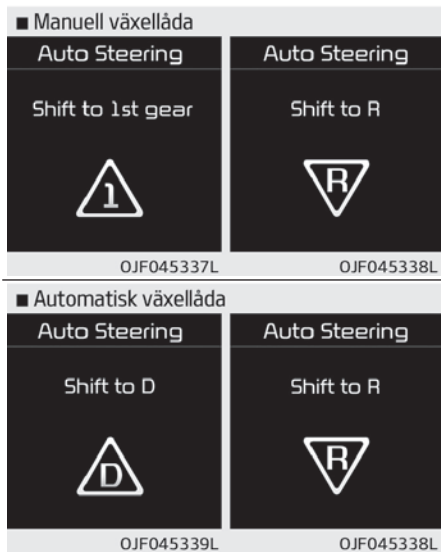 ■ Manuell växellåda
Auto Steering
Shift to 1st gear
1
OJF045337L
Auto Steering
Shift to R
R
OJF045338L
■ Automatisk växellåda
Auto Steering
Shift to D
D
OJF045339L
Auto Steering
Shift to R
R
OJF045338L